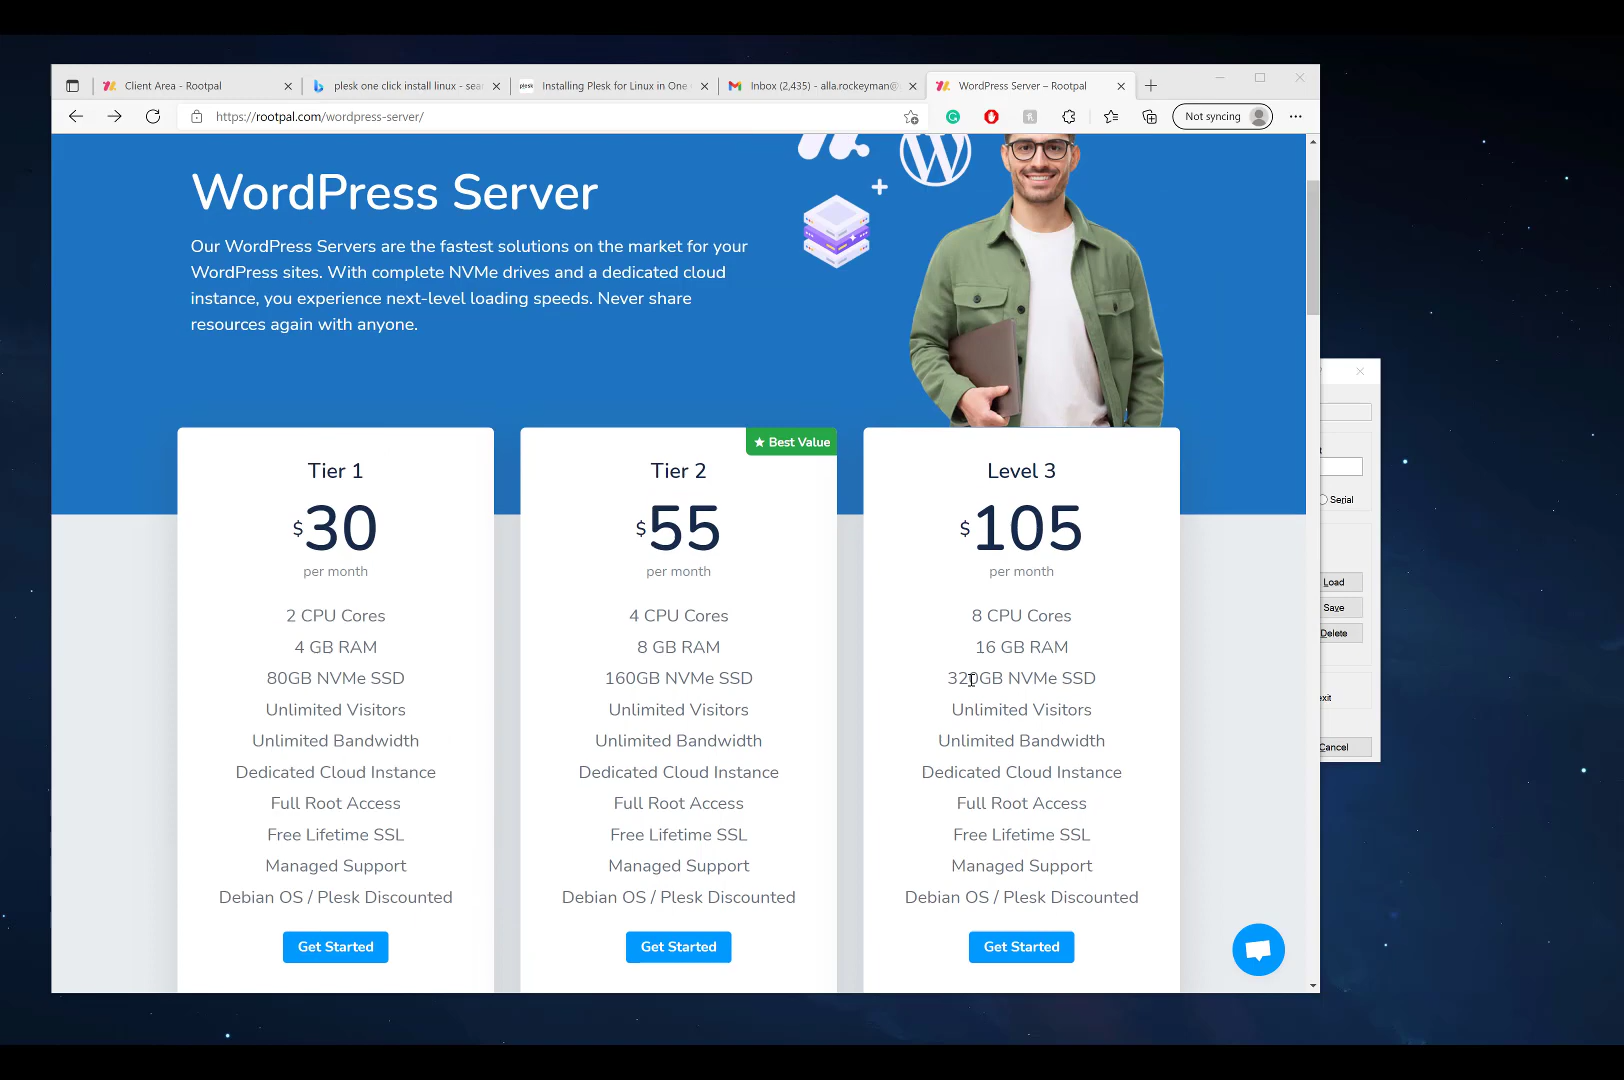 Client Area - Rootpal
plesk one click install linux - sear
plesk
Installing Plesk for Linux in One
Inbox (2,435) - alla.rockeyman@
WordPress Server – Rootpal
https://rootpal.com/wordpress-server/
Not syncing
WordPress Server
Our WordPress Servers are the fastest solutions on the market for your
WordPress sites. With complete NVMe drives and a dedicated cloud
instance, you experience next-level loading speeds. Never share
resources again with anyone.
Tier 1
$30
per month
2 CPU Cores
4 GB RAM
80GB NVMe SSD
Unlimited Visitors
Unlimited Bandwidth
Dedicated Cloud Instance
Full Root Access
Free Lifetime SSL
Managed Support
Debian OS / Plesk Discounted
Get Started
★ Best Value
Tier 2
$55
per month
4 CPU Cores
8 GB RAM
160GB NVMe SSD
Unlimited Visitors
Unlimited Bandwidth
Dedicated Cloud Instance
Full Root Access
Free Lifetime SSL
Managed Support
Debian OS / Plesk Discounted
Get Started
Level 3
$105
per month
8 CPU Cores
16 GB RAM
320GB NVMe SSD
Unlimited Visitors
Unlimited Bandwidth
Dedicated Cloud Instance
Full Root Access
Free Lifetime SSL
Managed Support
Debian OS / Plesk Discounted
Get Started
Serial
Load
Save
Delete
exit
Cancel